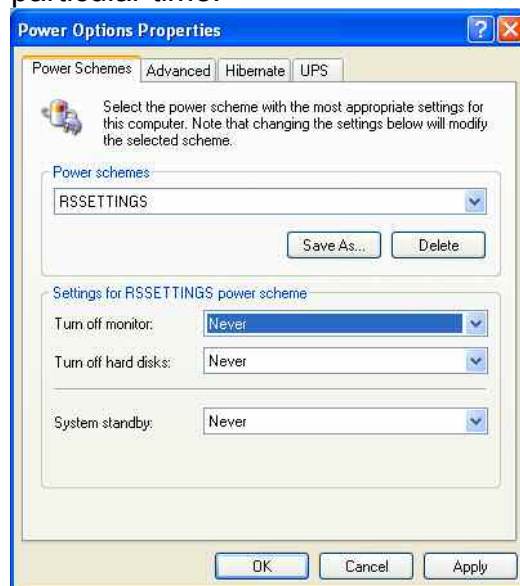 particular time.
Power Options Properties
Power Schemes Advanced Hibernate UPS
Select the power scheme with the most appropriate settings for
this computer. Note that changing the settings below will modify
the selected scheme.
Power schemes
RSSETTINGS
Save As... Delete
Settings for RSSETTINGS power scheme
Turn off monitor: Never
Turn off hard disks: Never
System standby: Never
OK Cancel Apply